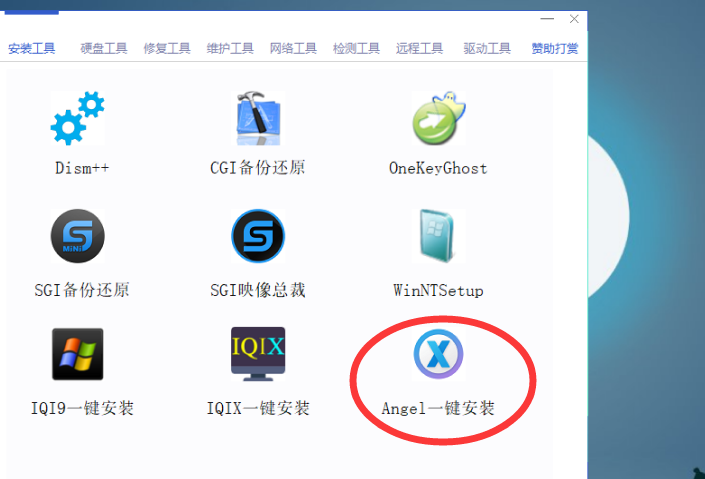 安装工具 硬盘工具 修复工具 维护工具 网络工具 检测工具 远程工具 驱动工具 赞助打赏
Dism++ CGI备份还原 OneKeyGhost
MiNi
SGI备份还原 SGI映像总裁 WinNTSetup
IQIX
IQI9一键安装 IQIX一键安装 Angel一键安装